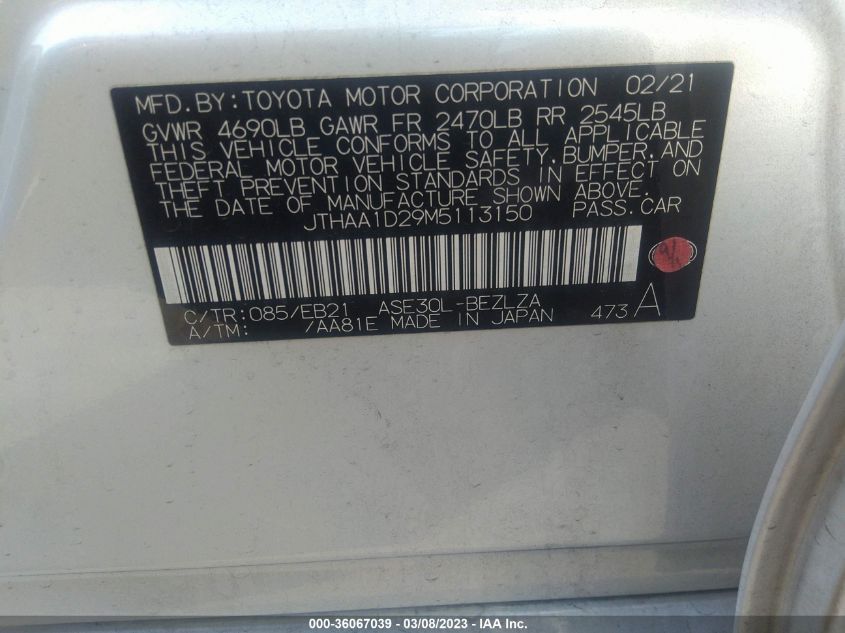 MFD.BY:TOYOTA MOTOR CORPORATION 02/21
GVWR 4690LB GAWR FR 2470LB RR 2545LB
THIS VEHICLE CONFORMS TO ALL APPLICABLE
FEDERAL MOTOR VEHICLE SAFETY,BUMPER,AND
THEFT PREVENTION STANDARDS IN EFFECT ON
THE DATE OF MANUFACTURE SHOWN ABOVE.
JTHAA1D29M5113150 PASS.CAR
C/TR:085/EB21 ASE30L-BEZLZA
A/TM: /AA81E MADE IN JAPAN 473 A
000-36067039 - 03/08/2023 - IAA Inc.